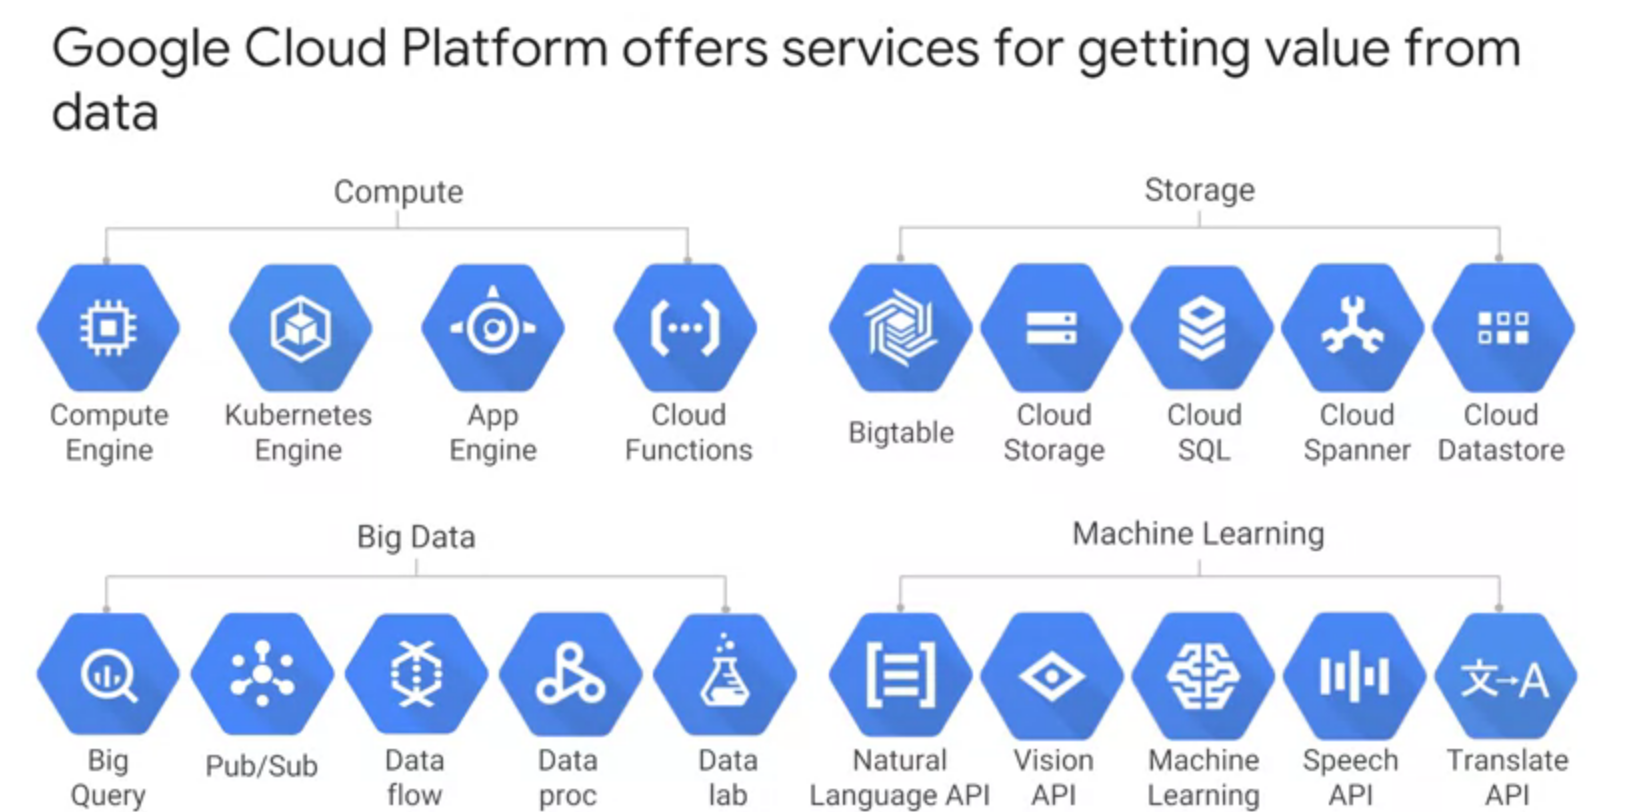 Google Cloud Platform offers services for getting value from
data
Compute
Compute
Engine
Kubernetes
Engine
App
Engine
Cloud
Functions
Storage
Bigtable
Cloud
Storage
Cloud
SQL
Cloud
Spanner
Cloud
Datastore
Big Data
Big
Query
Pub/Sub
Data
flow
Data
proc
Data
lab
Machine Learning
Natural
Language API
Vision
API
Machine
Learning
Speech
API
文→A
Translate
API